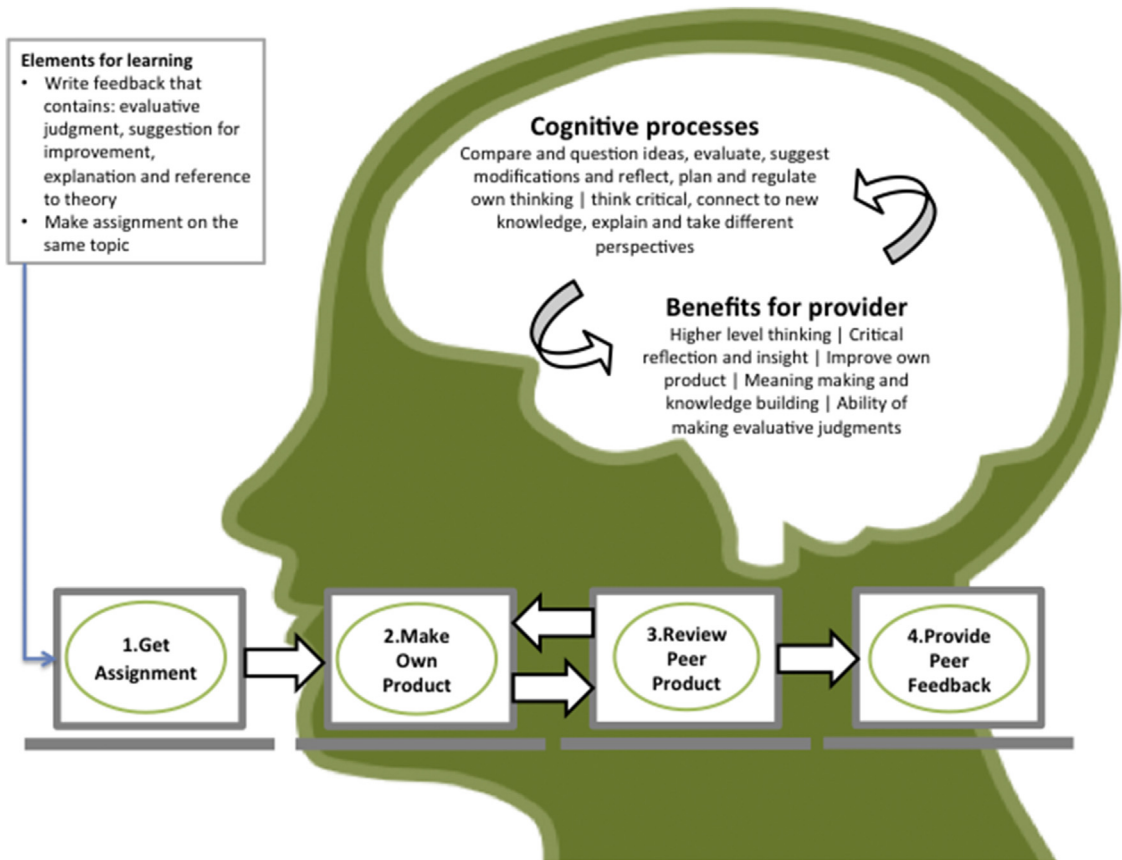 Elements for learning
• Write feedback that
contains: evaluative
judgment, suggestion for
improvement,
explanation and reference
to theory
• Make assignment on the
same topic
Cognitive processes
Compare and question ideas, evaluate, suggest
modifications and reflect, plan and regulate
own thinking | think critical, connect to new
knowledge, explain and take different
perspectives
Benefits for provider
Higher level thinking | Critical
reflection and insight | Improve own
product | Meaning making and
knowledge building | Ability of
making evaluative judgments
1.Get
Assignment
2.Make
Own
Product
3.Review
Peer
Product
4.Provide
Peer
Feedback